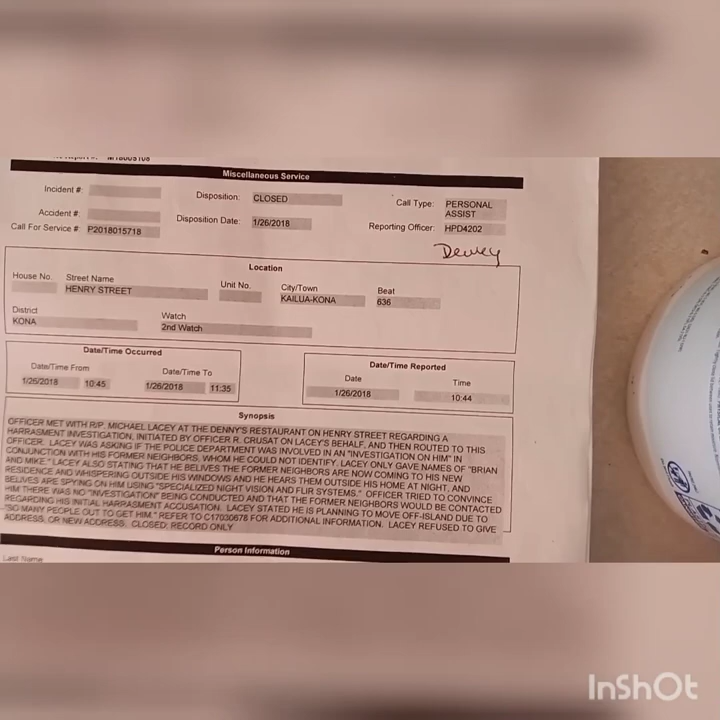 Miscellaneous Service
Incident #:
Disposition: CLOSED
Call Type: PERSONAL ASSIST
Accident #:
Disposition Date: 1/26/2018
Reporting Officer: HPD4202
Call For Service #: P2018015718
Dewey
Location
House No. Street Name Unit No. City/Town Beat
HENRY STREET KAILUA-KONA 636
District Watch
KONA 2nd Watch
Date/Time Occurred
Date/Time From Date/Time To
1/25/2018 10:45 1/26/2018 11:35
Date/Time Reported
Date Time
1/26/2018 10:44
Synopsis
OFFICER MET WITH R/P. MICHAEL LACEY AT THE DENNY'S RESTAURANT ON HENRY STREET REGARDING A
HARRASMENT INVESTIGATION, INITIATED BY OFFICER R. CRUSAT ON LACEY'S BEHALF, AND THEN ROUTED TO THIS
OFFICER. LACEY WAS ASKING IF THE POLICE DEPARTMENT WAS INVOLVED IN AN "INVESTIGATION ON HIM" IN
CONJUNCTION WITH HIS FORMER NEIGHBORS, WHOM HE COULD NOT IDENTIFY. LACEY ONLY GAVE NAMES OF "BRIAN
AND MIKE." LACEY ALSO STATING THAT HE BELIVES THE FORMER NEIGHBORS ARE NOW COMING TO HIS NEW
RESIDENCE AND WHISPERING OUTSIDE HIS WINDOWS AND HE HEARS THEM OUTSIDE HIS HOME AT NIGHT, AND
BELIVES ARE SPYING ON HIM USING "SPECIALIZED NIGHT VISION AND FLIR SYSTEMS." OFFICER TRIED TO CONVINCE
HIM THERE WAS NO "INVESTIGATION" BEING CONDUCTED AND THAT THE FORMER NEIGHBORS WOULD BE CONTACTED
REGARDING HIS INITIAL HARPASMENT ACCUSATION. LACEY STATED HE IS PLANNING TO MOVE OFF-ISLAND DUE TO
"SO MANY PEOPLE OUT TO GET HIM." REFER TO C17030678 FOR ADDITIONAL INFORMATION. LACEY REFUSED TO GIVE
ADDRESS, OR NEW ADDRESS. CLOSED: RECORD ONLY
Person Information
Last Name
InShOt